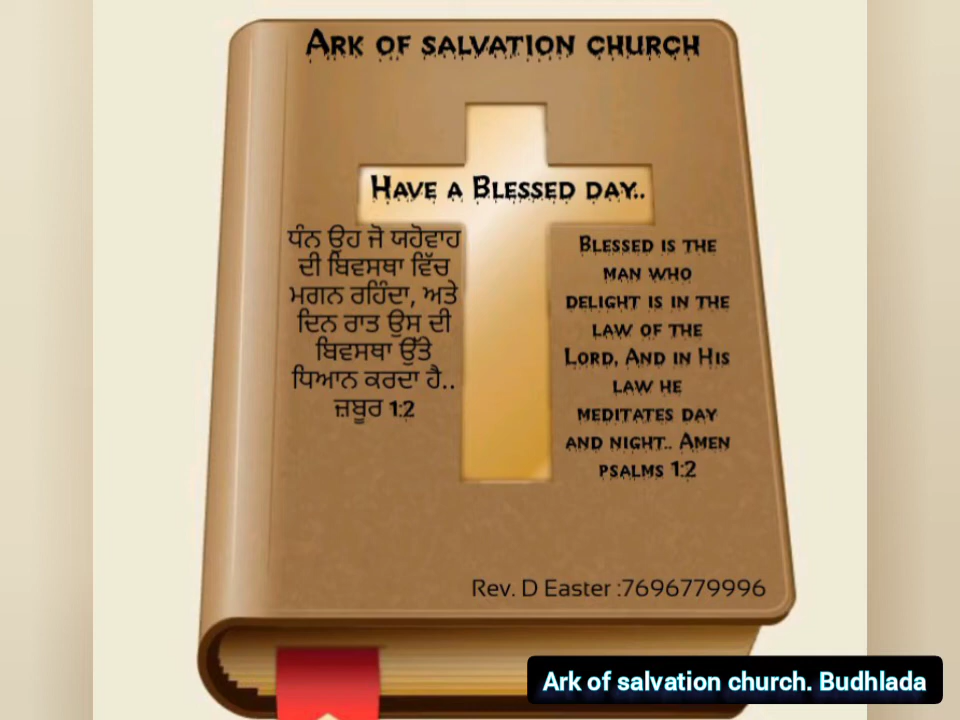 Ark of salvation church
Have a Blessed day..
ਧੰਨ ਉਹ ਜੋ ਯਹੋਵਾਹ
ਦੀ ਬਿਵਸਥਾ ਵਿੱਚ
ਮਗਨ ਰਹਿੰਦਾ, ਅਤੇ
ਦਿਨ ਰਾਤ ਉਸ ਦੀ
ਬਿਵਸਥਾ ਉੱਤੇ
ਧਿਆਨ ਕਰਦਾ ਹੈ..
ਜ਼ਬੂਰ 1:2
Blessed is the
man who
delight is in the
law of the
Lord, And in His
law he
meditates day
and night.. Amen
psalms 1:2
Rev. D Easter :7696779996
Ark of salvation church. Budhlada